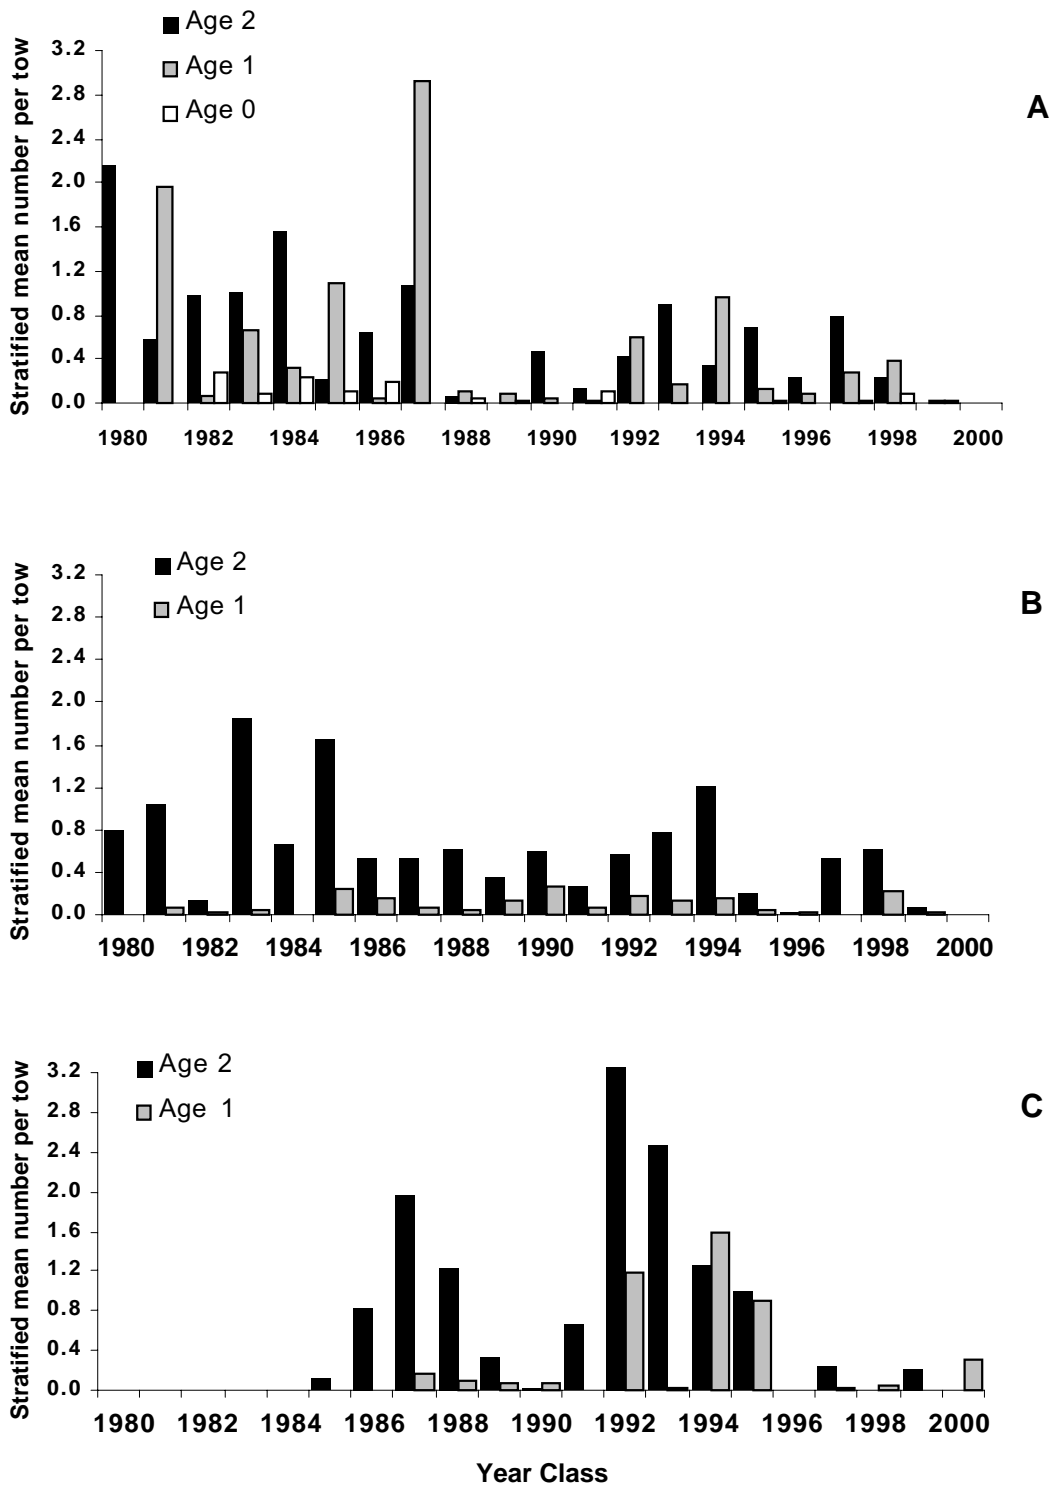 Age 2
Age 1
Age 0
A
Stratified mean number per tow
3.2
2.8
2.4
2.0
1.6
1.2
0.8
0.4
0.0
1980 1982 1984 1986 1988 1990 1992 1994 1996 1998 2000
Age 2
Age 1
B
Stratified mean number per tow
3.2
2.8
2.4
2.0
1.6
1.2
0.8
0.4
0.0
1980 1982 1984 1986 1988 1990 1992 1994 1996 1998 2000
Age 2
Age 1
C
Stratified mean number per tow
3.2
2.8
2.4
2.0
1.6
1.2
0.8
0.4
0.0
1980 1982 1984 1986 1988 1990 1992 1994 1996 1998 2000
Year Class